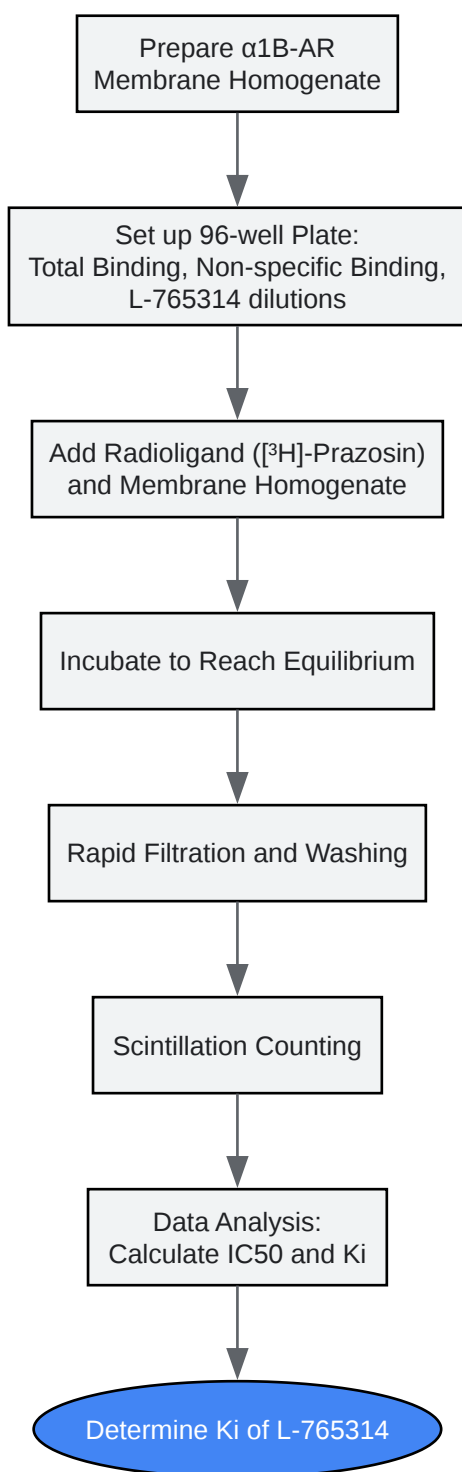 Prepare α1B-AR
Membrane Homogenate
Set up 96-well Plate:
Total Binding, Non-specific Binding,
L-765314 dilutions
Add Radioligand ([³H]-Prazosin)
and Membrane Homogenate
Incubate to Reach Equilibrium
Rapid Filtration and Washing
Scintillation Counting
Data Analysis:
Calculate IC50 and Ki
Determine Ki of L-765314